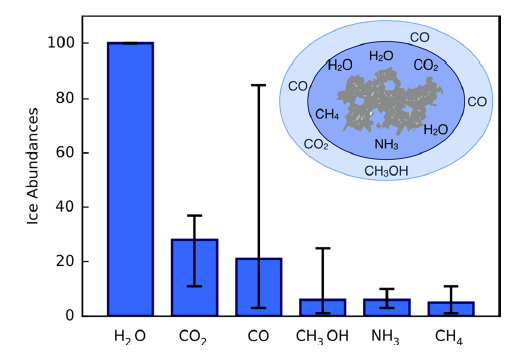 Ice Abundances
100
80
60
40
20
0
H₂O CO₂ CO CH₃OH NH₃ CH₄
CO
H₂O
H₂O CO₂
CO CO
CH₄
H₂O
CO₂ NH₃
CH₃OH